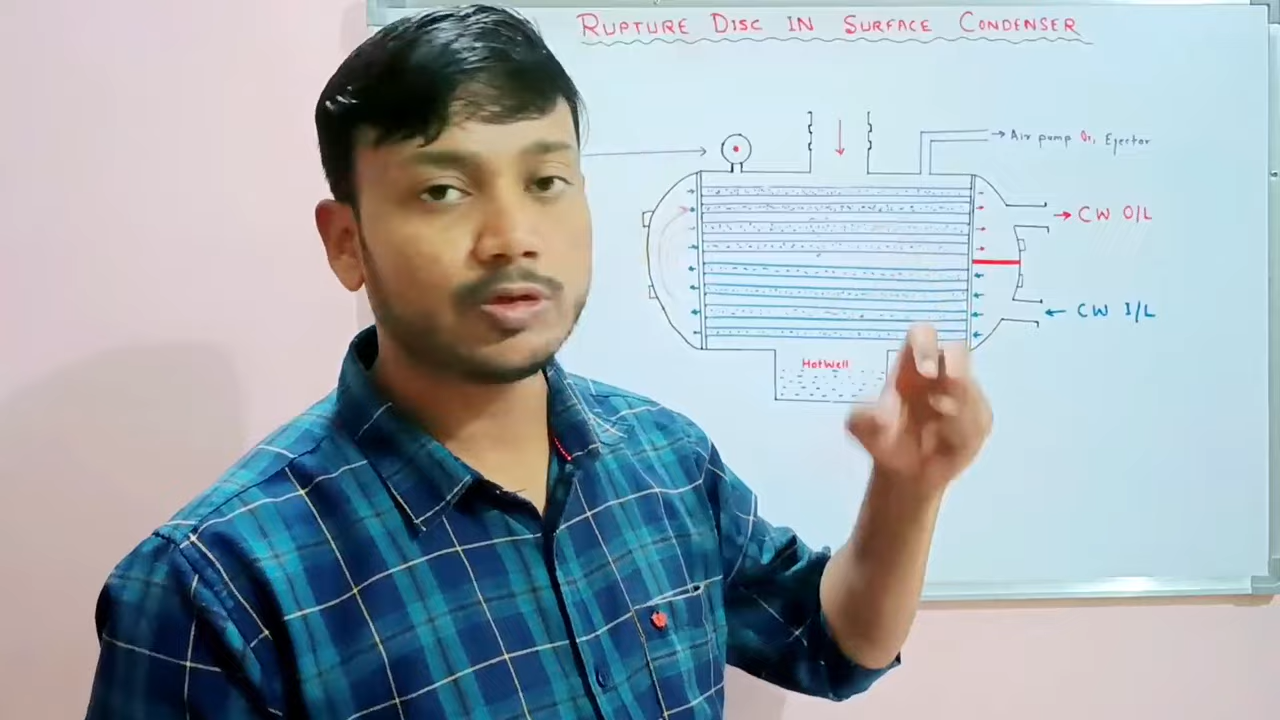 RUPTURE DISC IN SURFACE CONDENSER
Air pump Or, Ejector
CW O/L
CW I/L
HotWell